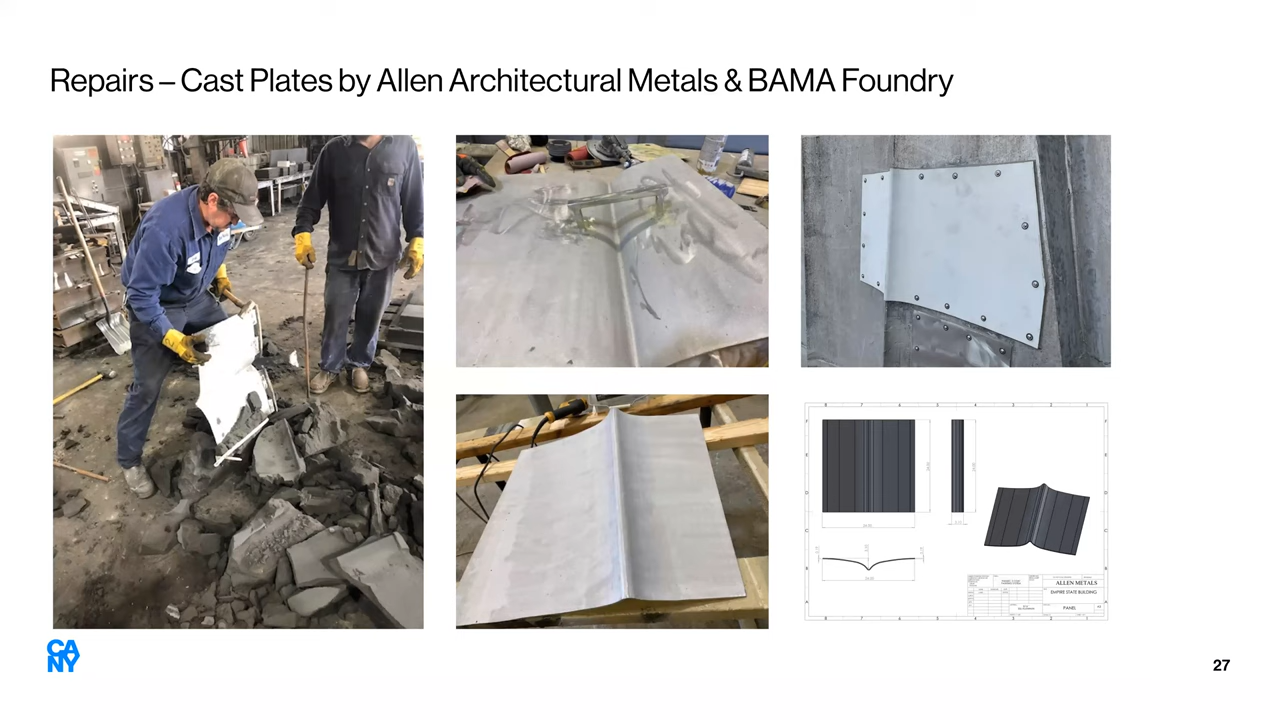 Repairs – Cast Plates by Allen Architectural Metals & BAMA Foundry
ALLEN METALS
EMPIRE STATE BUILDING
PANEL
CA
NY
27